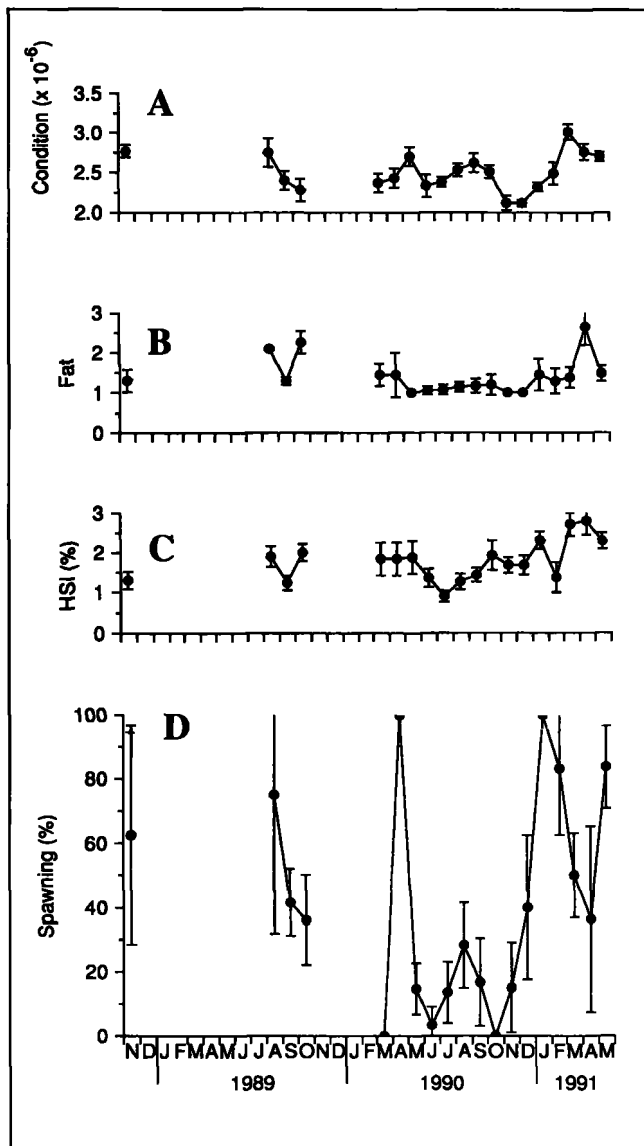 A
Condition (x 10⁻⁶)
3.5
3.0
2.5
2.0
B
Fat
3
2
1
0
C
HSI (%)
3
2
1
0
D
Spawning (%)
100
80
60
40
20
0
N D J F M A M J J A S O N D J F M A M J J A S O N D J F M A M
1989 1990 1991